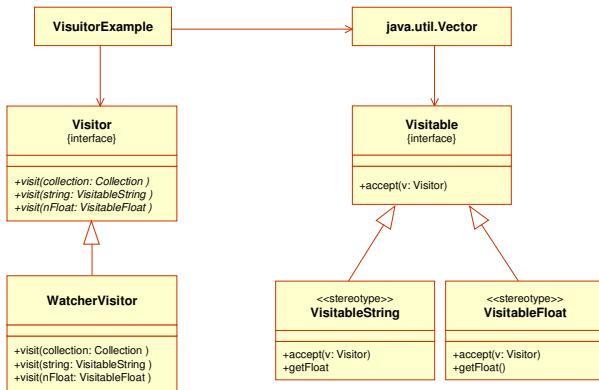 VisuitorExample
java.util.Vector
Visitor
{interface}
+visit(collection: Collection )
+visit(string: VisitableString )
+visit(nFloat: VisitableFloat )
Visitable
{interface}
+accept(v: Visitor)
WatcherVisitor
+visit(collection: Collection )
+visit(string: VisitableString )
+visit(nFloat: VisitableFloat )
<<stereotype>>
VisitableString
+accept(v: Visitor)
+getFloat
<<stereotype>>
VisitableFloat
+accept(v: Visitor)
+getFloat()